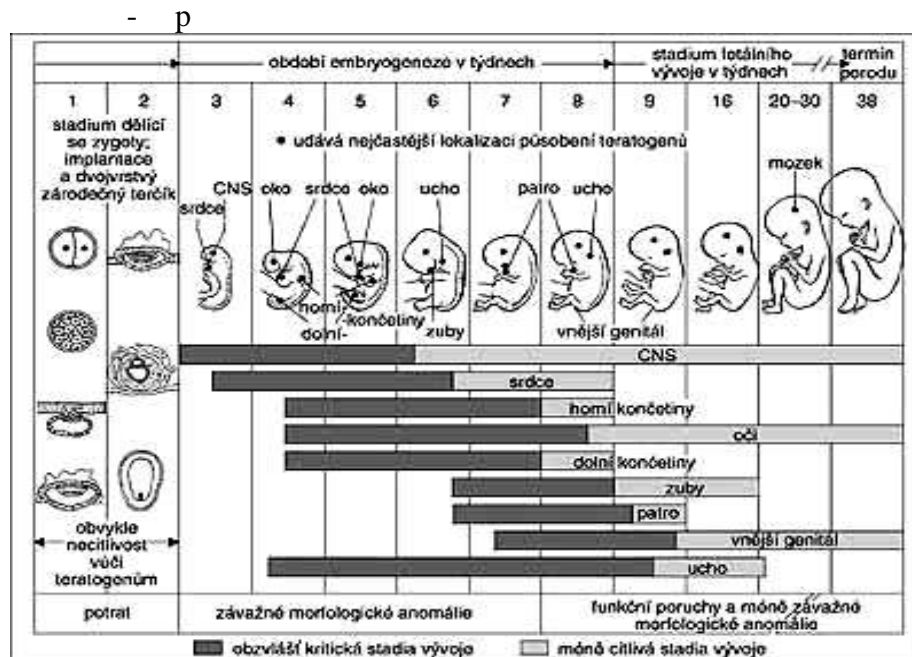 - p
období embryogeneze v týdnech
stadium fetálního
vývoje v týdnech
termín
porodu
1 2 3 4 5 6 7 8 9 16 20–30 38
stadium dělící
se zygoty;
implantace
a dvojvrstvý
zárodečný terčík
• udává nejčastější lokalizaci působení teratogenů
mozek
CNS oko srdce oko ucho patro ucho
srdce
horní-
dolní- -končetiny
zuby
vnější genitál
CNS
srdce
horní končetiny
oči
dolní končetiny
zuby
patro
vnější genitál
ucho
obvykle
necitlivost
vůči
teratogenům
potrat
závažné morfologické anomálie
funkční poruchy a méně závažné
morfologické anomálie
obzvlášť kritická stadia vývoje
méně citlivá stadia vývoje